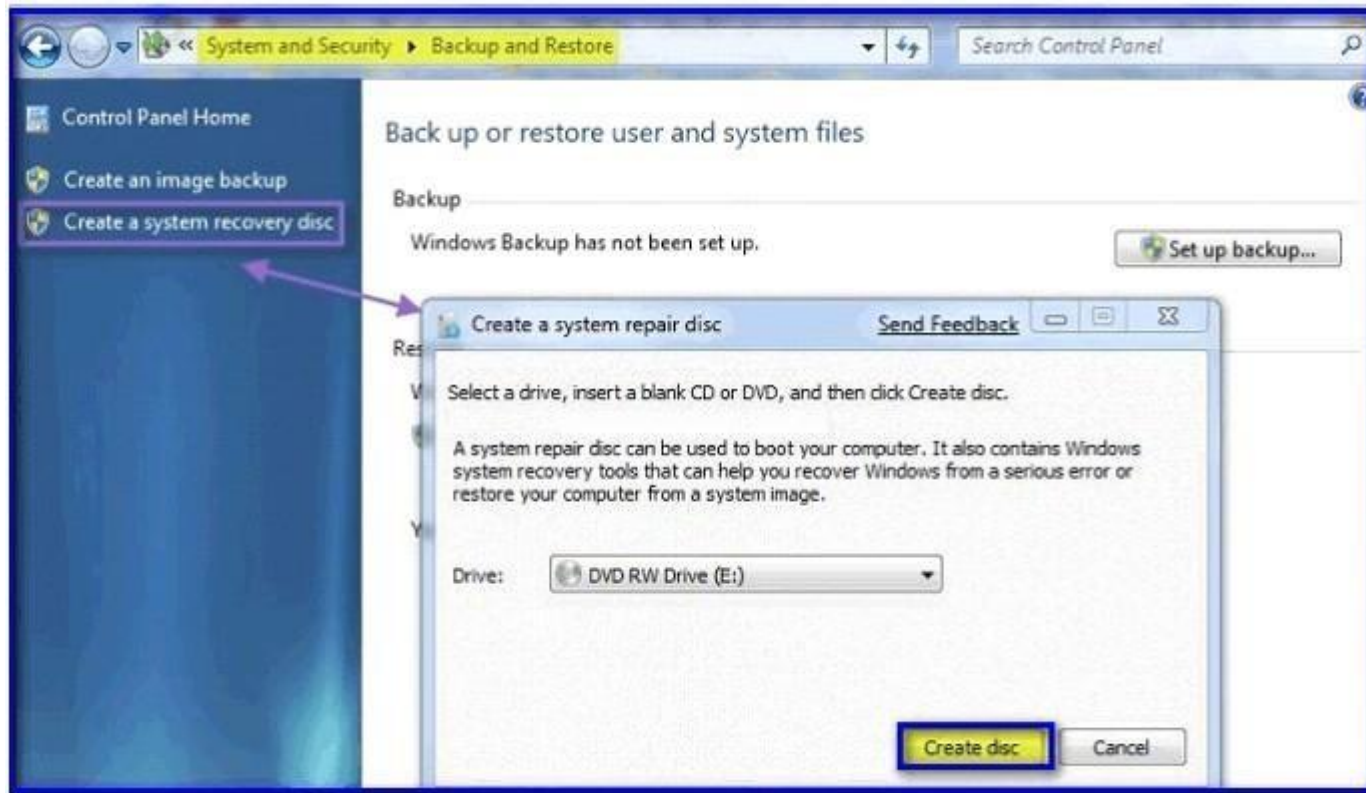 « System and Security ▸ Backup and Restore
Search Control Panel
Control Panel Home
Create an image backup
Create a system recovery disc
Back up or restore user and system files
Backup
Windows Backup has not been set up.
Set up backup...
Create a system repair disc
Send Feedback
Select a drive, insert a blank CD or DVD, and then click Create disc.
A system repair disc can be used to boot your computer. It also contains Windows
system recovery tools that can help you recover Windows from a serious error or
restore your computer from a system image.
Drive:
DVD RW Drive (E:)
Create disc
Cancel